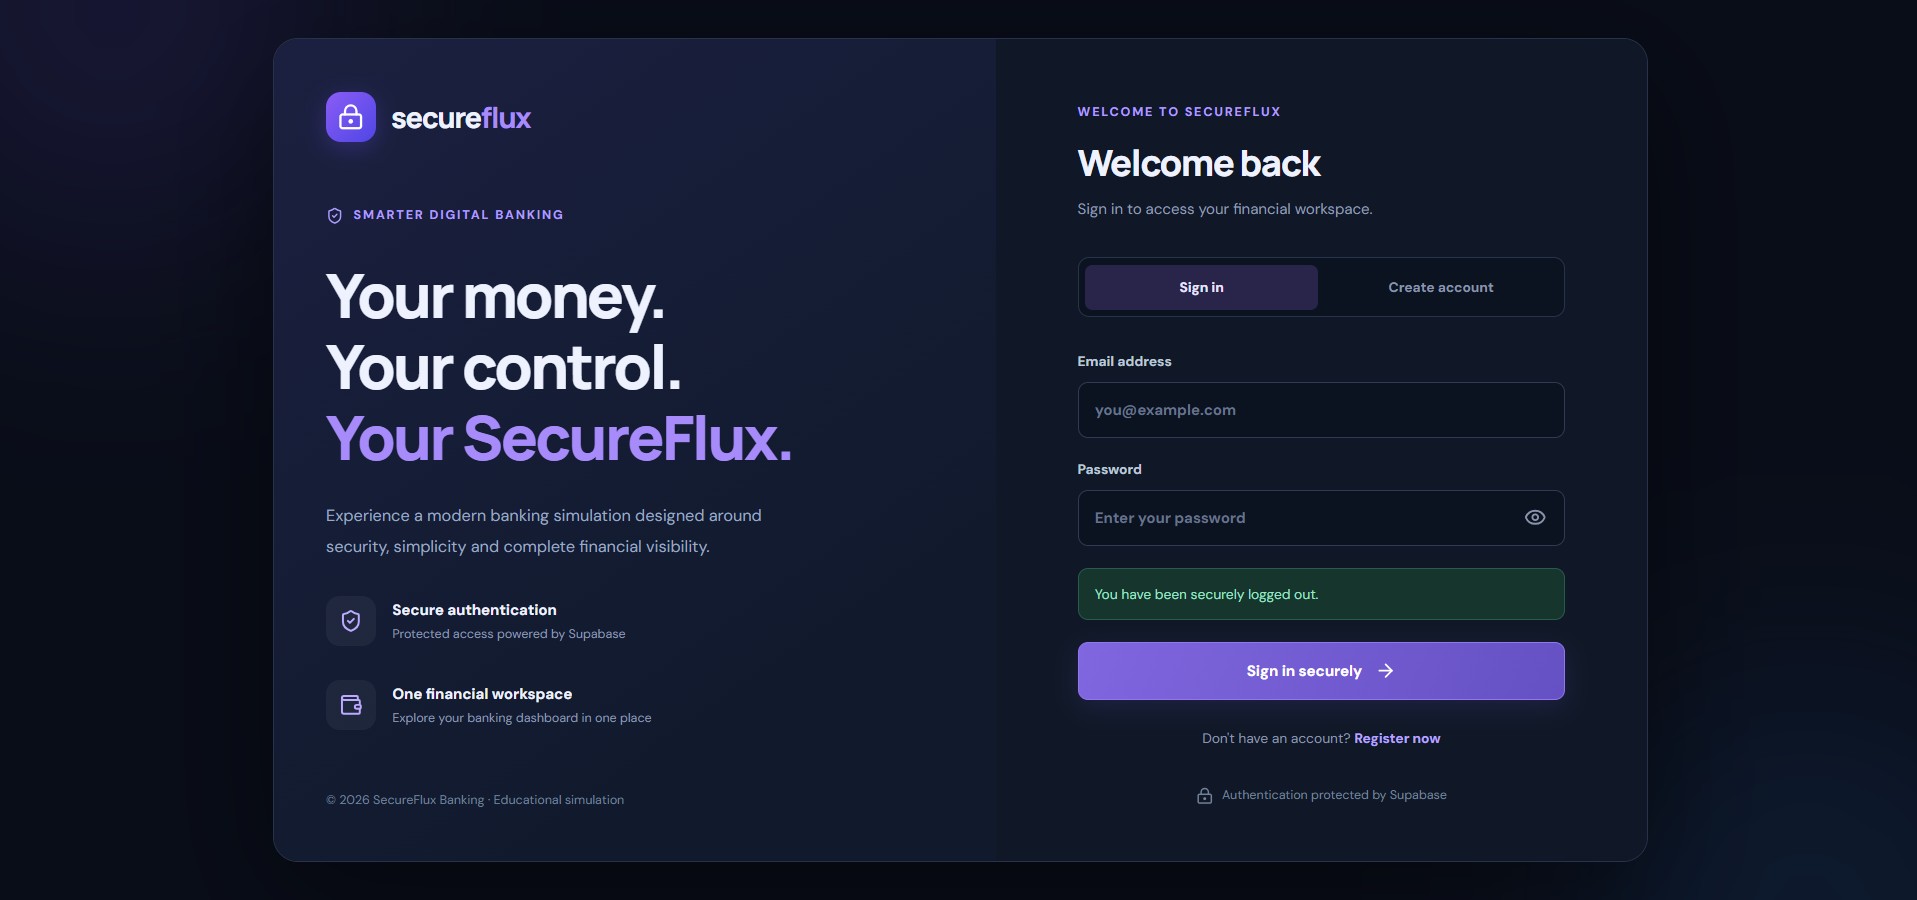 secureflux
SMARTER DIGITAL BANKING
Your money.
Your control.
Your SecureFlux.
Experience a modern banking simulation designed around
security, simplicity and complete financial visibility.
Secure authentication
Protected access powered by Supabase
One financial workspace
Explore your banking dashboard in one place
© 2026 SecureFlux Banking · Educational simulation
WELCOME TO SECUREFLUX
Welcome back
Sign in to access your financial workspace.
Sign in
Create account
Email address
you@example.com
Password
Enter your password
You have been securely logged out.
Sign in securely
Don't have an account? Register now
Authentication protected by Supabase